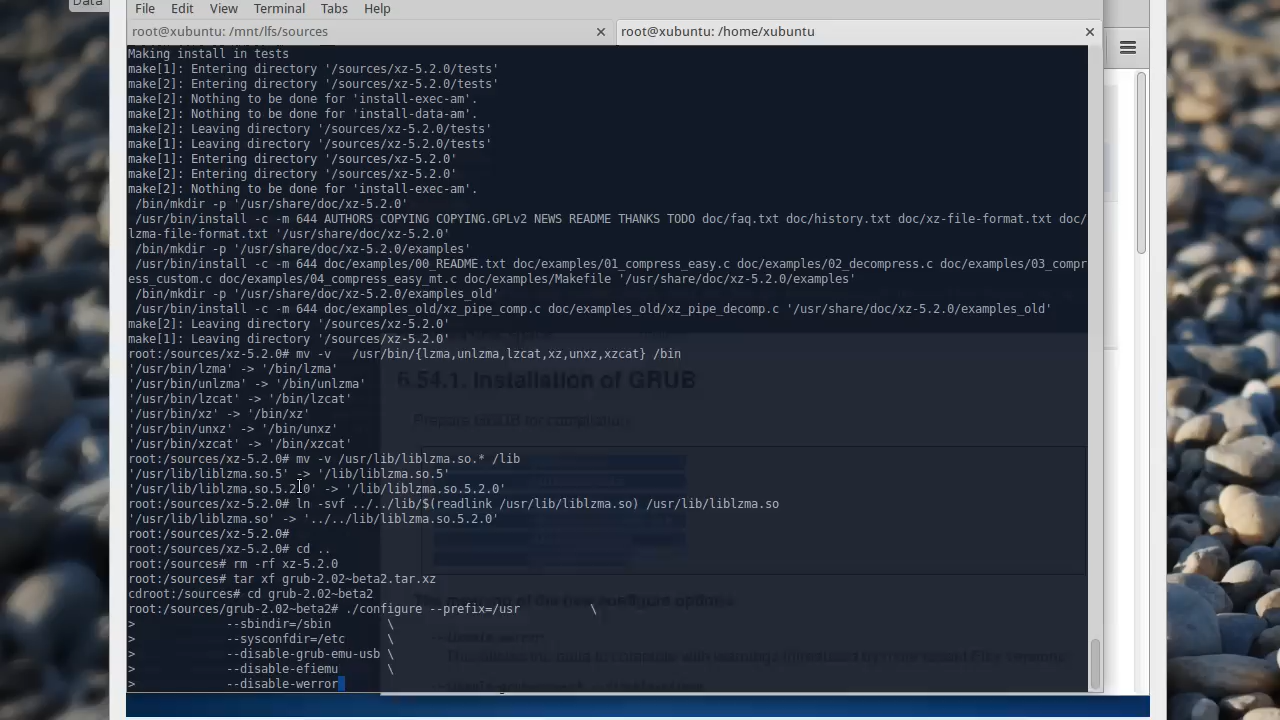 Data
File Edit View Terminal Tabs Help
root@xubuntu: /mnt/lfs/sources × root@xubuntu: /home/xubuntu ×
Making install in tests
make[1]: Entering directory '/sources/xz-5.2.0/tests'
make[2]: Entering directory '/sources/xz-5.2.0/tests'
make[2]: Nothing to be done for 'install-exec-am'.
make[2]: Nothing to be done for 'install-data-am'.
make[2]: Leaving directory '/sources/xz-5.2.0/tests'
make[1]: Leaving directory '/sources/xz-5.2.0/tests'
make[1]: Entering directory '/sources/xz-5.2.0'
make[2]: Entering directory '/sources/xz-5.2.0'
make[2]: Nothing to be done for 'install-exec-am'.
/bin/mkdir -p '/usr/share/doc/xz-5.2.0'
/usr/bin/install -c -m 644 AUTHORS COPYING COPYING.GPLv2 NEWS README THANKS TODO doc/faq.txt doc/history.txt doc/xz-file-format.txt doc/
lzma-file-format.txt '/usr/share/doc/xz-5.2.0'
/bin/mkdir -p '/usr/share/doc/xz-5.2.0/examples'
/usr/bin/install -c -m 644 doc/examples/00_README.txt doc/examples/01_compress_easy.c doc/examples/02_decompress.c doc/examples/03_compr
ess_custom.c doc/examples/04_compress_easy_mt.c doc/examples/Makefile '/usr/share/doc/xz-5.2.0/examples'
/bin/mkdir -p '/usr/share/doc/xz-5.2.0/examples_old'
/usr/bin/install -c -m 644 doc/examples_old/xz_pipe_comp.c doc/examples_old/xz_pipe_decomp.c '/usr/share/doc/xz-5.2.0/examples_old'
make[2]: Leaving directory '/sources/xz-5.2.0'
make[1]: Leaving directory '/sources/xz-5.2.0'
root:/sources/xz-5.2.0# mv -v   /usr/bin/{lzma,unlzma,lzcat,xz,unxz,xzcat} /bin
'/usr/bin/lzma' -> '/bin/lzma'
'/usr/bin/unlzma' -> '/bin/unlzma'
6.54.1. Installation of GRUB
'/usr/bin/lzcat' -> '/bin/lzcat'
'/usr/bin/xz' -> '/bin/xz'
Prepare GRUB for compilation:
'/usr/bin/unxz' -> '/bin/unxz'
'/usr/bin/xzcat' -> '/bin/xzcat'
root:/sources/xz-5.2.0# mv -v /usr/lib/liblzma.so.* /lib
'/usr/lib/liblzma.so.5' -> '/lib/liblzma.so.5'
'/usr/lib/liblzma.so.5.2.0' -> '/lib/liblzma.so.5.2.0'
root:/sources/xz-5.2.0# ln -svf ../../lib/$(readlink /usr/lib/liblzma.so) /usr/lib/liblzma.so
'/usr/lib/liblzma.so' -> '../../lib/liblzma.so.5.2.0'
root:/sources/xz-5.2.0#
root:/sources/xz-5.2.0# cd ..
root:/sources# rm -rf xz-5.2.0
root:/sources# tar xf grub-2.02~beta2.tar.xz
cdroot:/sources# cd grub-2.02~beta2
The meaning of the new configure options:
root:/sources/grub-2.02~beta2# ./configure --prefix=/usr          \
>             --sbindir=/sbin        \
>             --sysconfdir=/etc      \
>             --disable-grub-emu-usb \
>             --disable-efiemu       \
>             --disable-werror